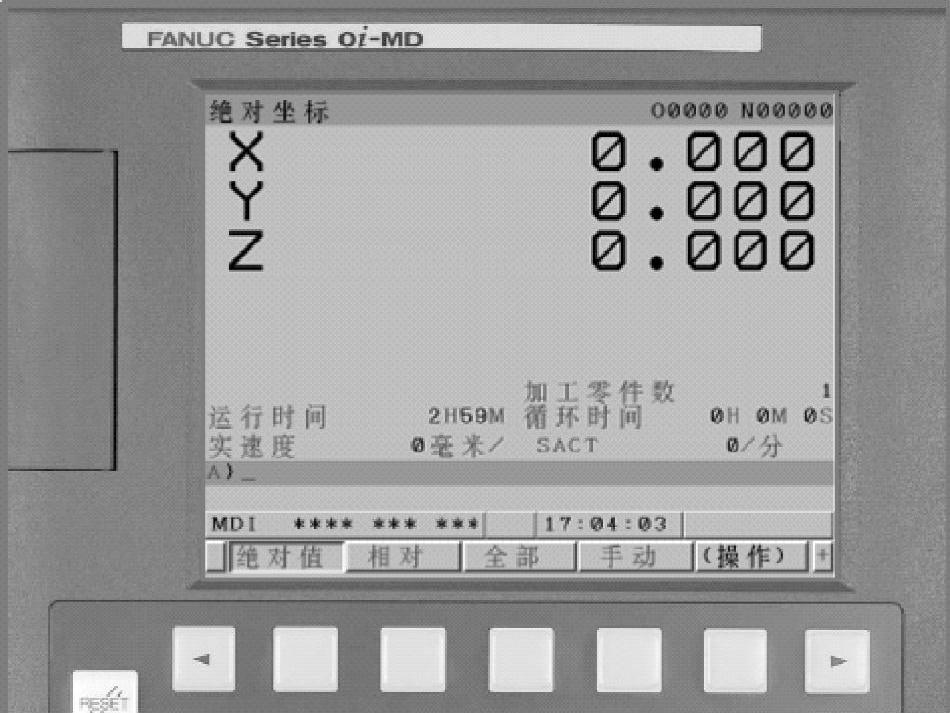 FANUC Series 0i-MD
绝对坐标 O0000 N00000
X 0.000
Y 0.000
Z 0.000
加工零件数 1
运行时间 2H59M 循环时间 0H 0M 0S
实速度 0毫米/ SACT 0/分
A)_
MDI **** *** *** 17:04:03
绝对值 相对 全部 手动 (操作) +
RESET